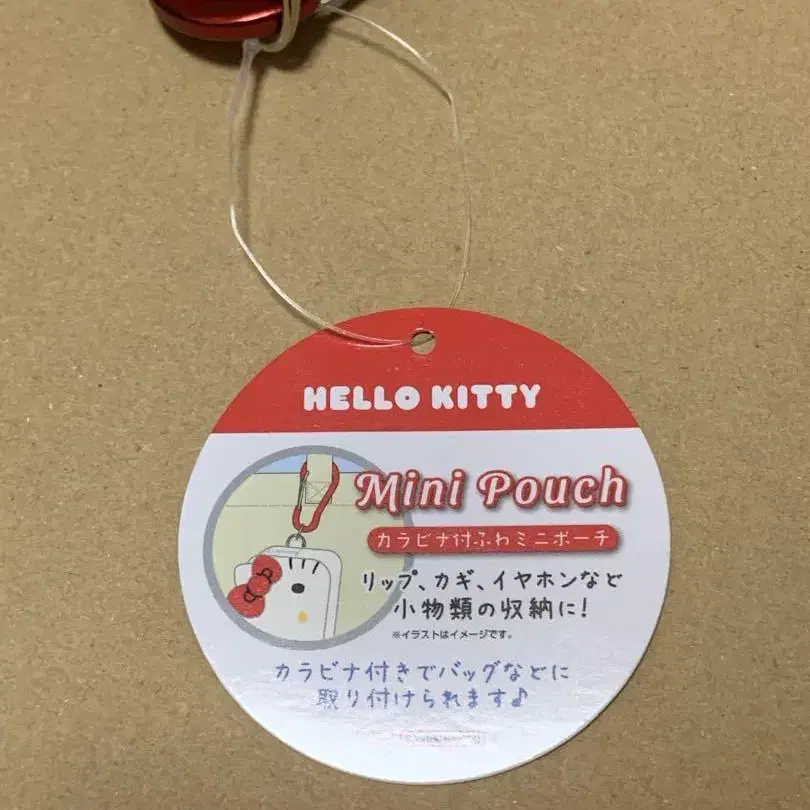 HELLO KITTY
Mini Pouch
カラビナ付ふわミニポーチ
リップ、カギ、イヤホンなど
小物類の収納に!
※イラストはイメージです。
カラビナ付きでバッグなどに
取り付けられます♪